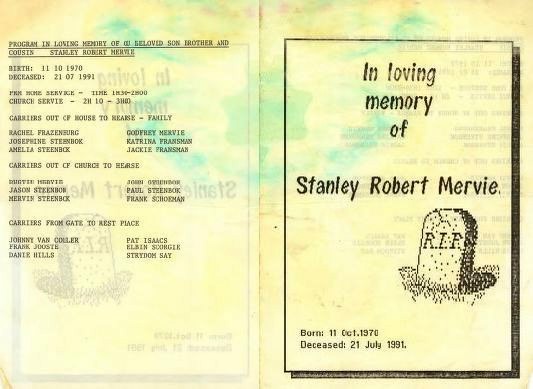 PROGRAM IN LOVING MEMORY OF OU BELOVED SON BROTHER AND
COUSIN STANLEY ROBERT MERVIE
BIRTH: 11 10 1970
DECEASED: 21 07 1991
FRM HOME SERVICE - TIME 1H30-2H00
CHURCH SERVIE - 2H 10 - 3H00
CARRIERS OUT OF HOUSE TO HEARSE - FAMILY
RACHEL FRAZENBURG GODFREY MERVIE
JOSEPHINE STEENBOK KATRINA FRANSMAN
AMELIA STEENBOK JACKIE FRANSMAN
CARRIERS OUT OF CHURCH TO HEARSE
MERVIE JOHN STEENBOK
JASON STEENBOK PAUL STEENBOK
MERVIN STEENBOK FRANK SCHOEMAN
CARRIERS FROM GATE TO REST PLACE
JOHNNY VAN COLLER PAT ISAACS
FRANK JOOSTE ELBIN SCORGIE
DANIE HILLS STRYDOM SAY
In loving
memory
of
Stanley Robert Mervie.
R.I.P.
Born: 11 Oct.1970
Deceased: 21 July 1991.